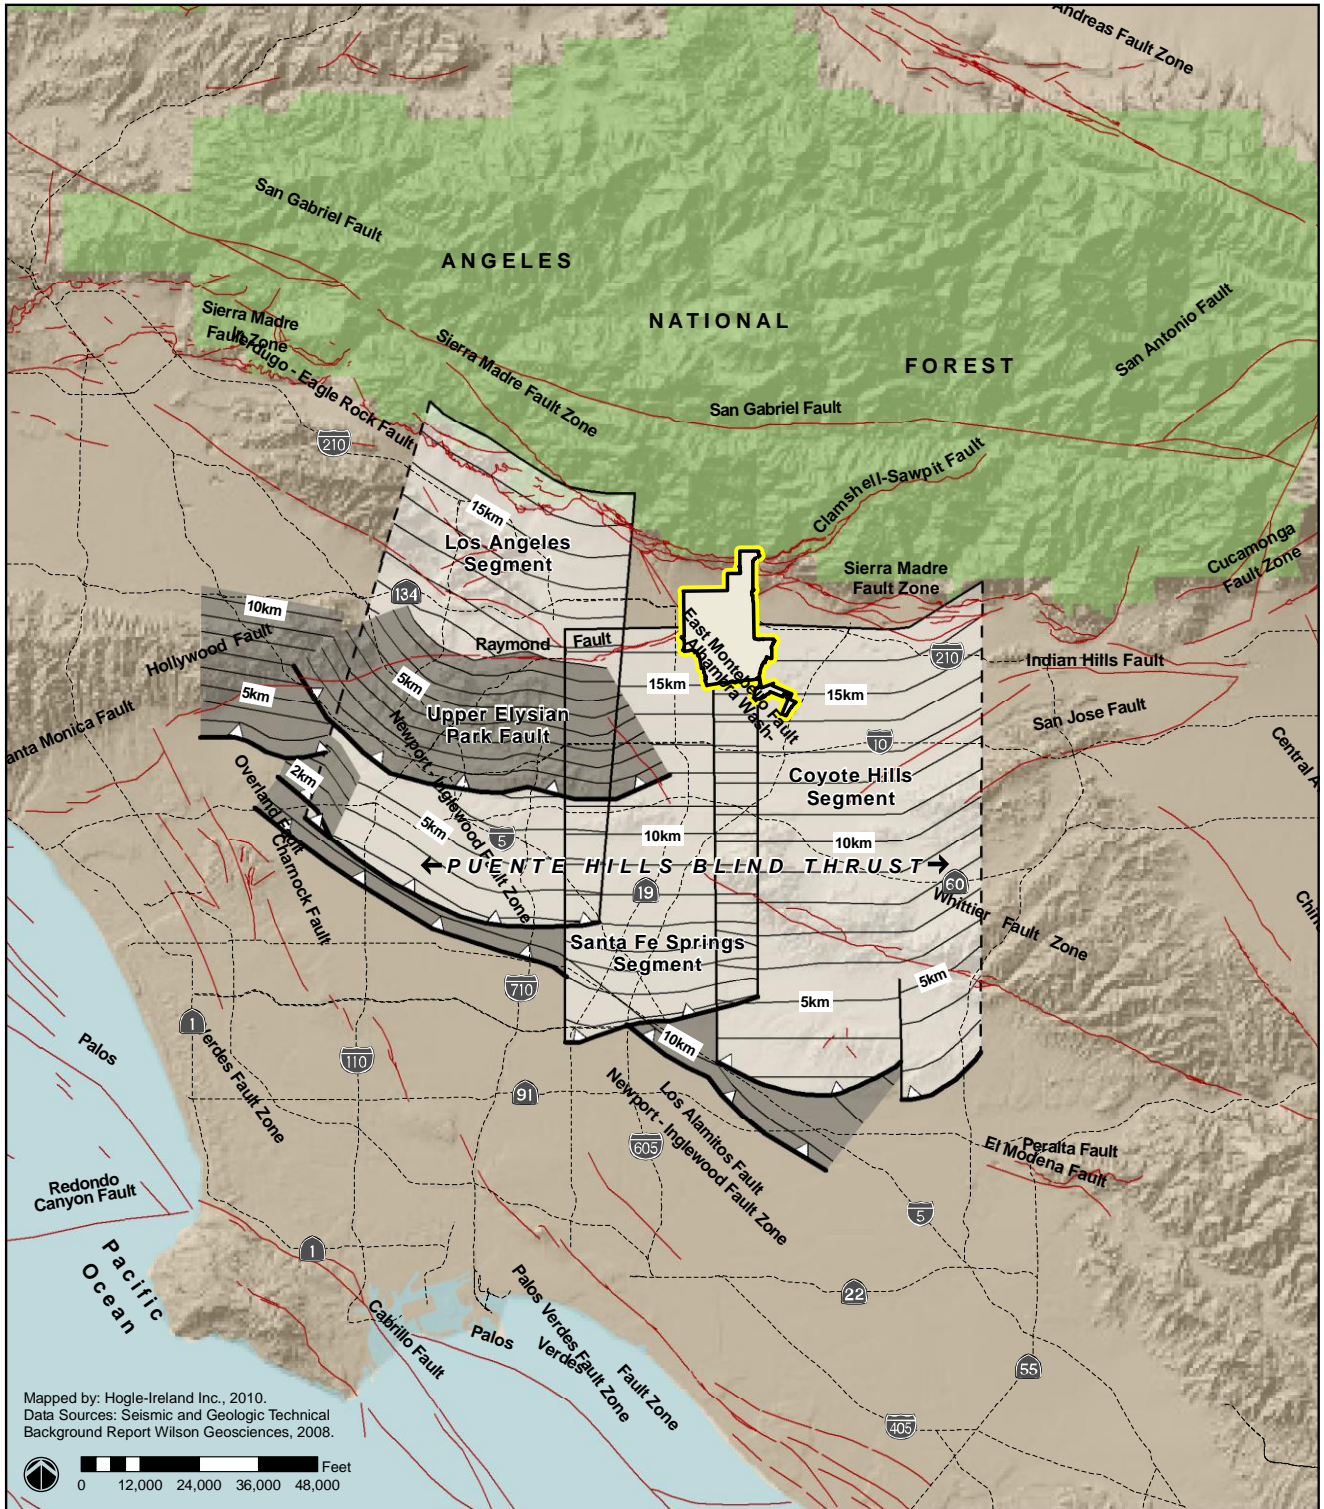 Andreas Fault Zone
San Gabriel Fault
ANGELES
NATIONAL
FOREST
San Antonio Fault
Sierra Madre
Fault Zone
Verdugo - Eagle Rock Fault
Sierra Madre Fault Zone
San Gabriel Fault
210
Clamshell-Sawpit Fault
15km
Los Angeles
Segment
Cucamonga
Fault Zone
Sierra Madre
Fault Zone
134
10km
Hollywood Fault
Raymond Fault
East Montebello Fault
Alhambra Wash-
210
Indian Hills Fault
5km
5km
15km
15km
San Jose Fault
Santa Monica Fault
Upper Elysian
Park Fault
Newport - Inglewood Fault Zone
10
Central A
2km
Overland Fault
Coyote Hills
Segment
5km
5
10km
10km
Charnock Fault
PUENTE HILLS BLIND THRUST
19
60
Whittier Fault Zone
Chin
Santa Fe Springs
Segment
5km
710
5km
1
Palos
Verdes Fault Zone
110
10km
91
Los Alamitos Fault
Newport - Inglewood Fault Zone
605
Peralta Fault
El Modena Fault
Redondo
Canyon Fault
5
Pacific
Ocean
1
22
Cabrillo Fault
Palos
Verdes
Fault Zone
Palos Verdes Fault Zone
55
405
Mapped by: Hogle-Ireland Inc., 2010.
Data Sources: Seismic and Geologic Technical
Background Report Wilson Geosciences, 2008.
Feet
0 12,000 24,000 36,000 48,000